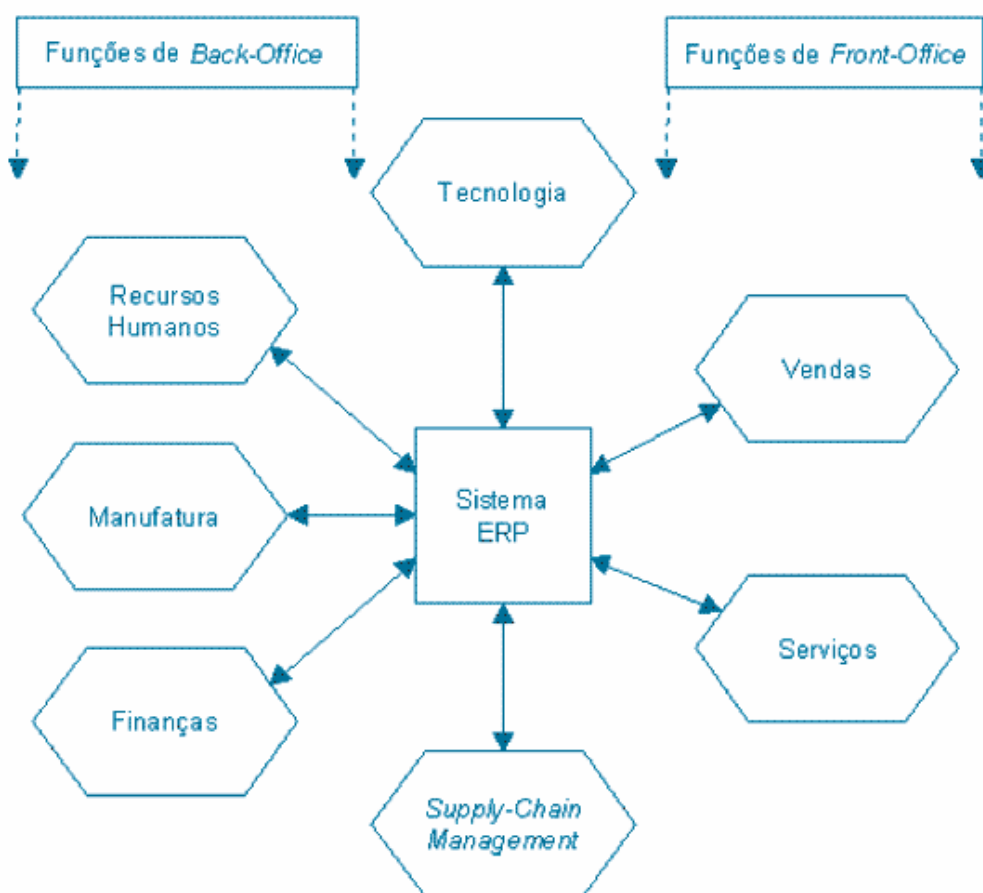 Funções de Back-Office
Funções de Front-Office
Tecnologia
Recursos
Humanos
Vendas
Manufatura
Sistema
ERP
Serviços
Finanças
Supply-Chain
Management